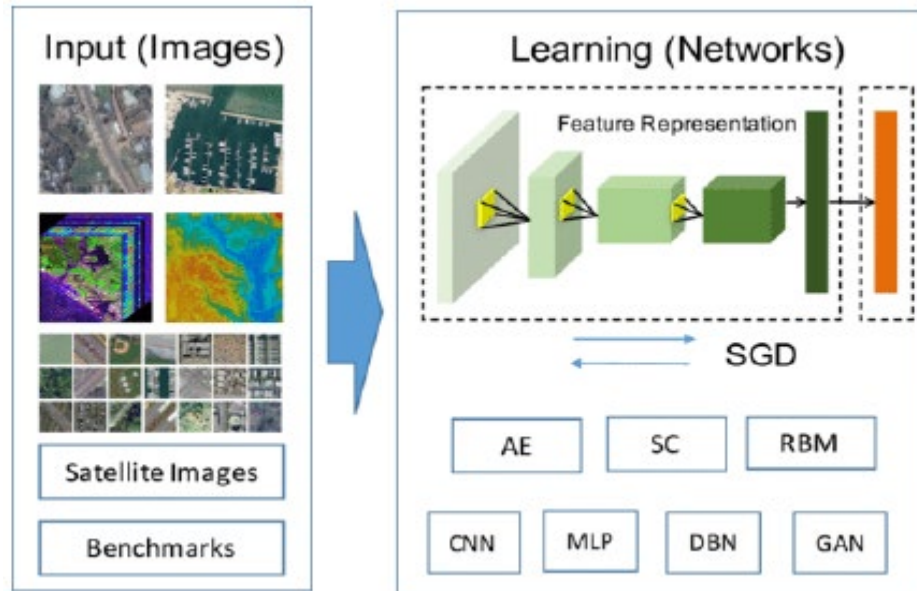 Input (Images)
Satellite Images
Benchmarks
Learning (Networks)
Feature Representation
SGD
AE SC RBM
CNN MLP DBN GAN